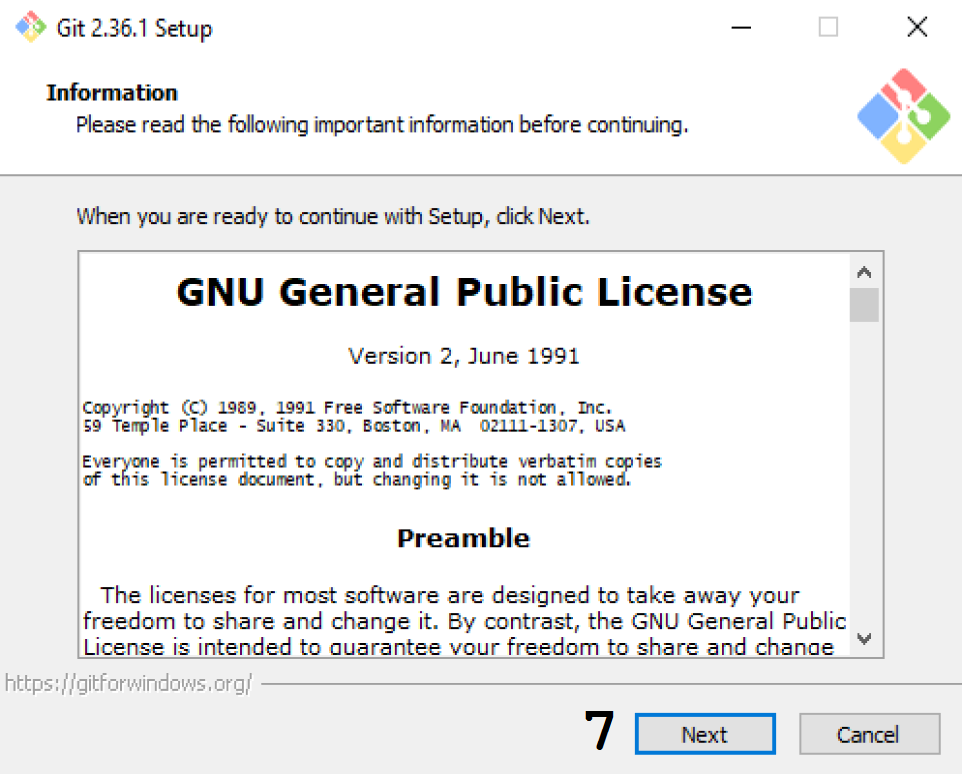 Git 2.36.1 Setup
Information
Please read the following important information before continuing.
When you are ready to continue with Setup, click Next.
GNU General Public License
Version 2, June 1991
Copyright (C) 1989, 1991 Free Software Foundation, Inc.
59 Temple Place - Suite 330, Boston, MA  02111-1307, USA
Everyone is permitted to copy and distribute verbatim copies
of this license document, but changing it is not allowed.
Preamble
The licenses for most software are designed to take away your
freedom to share and change it. By contrast, the GNU General Public
License is intended to guarantee your freedom to share and change
https://gitforwindows.org/
7 Next Cancel